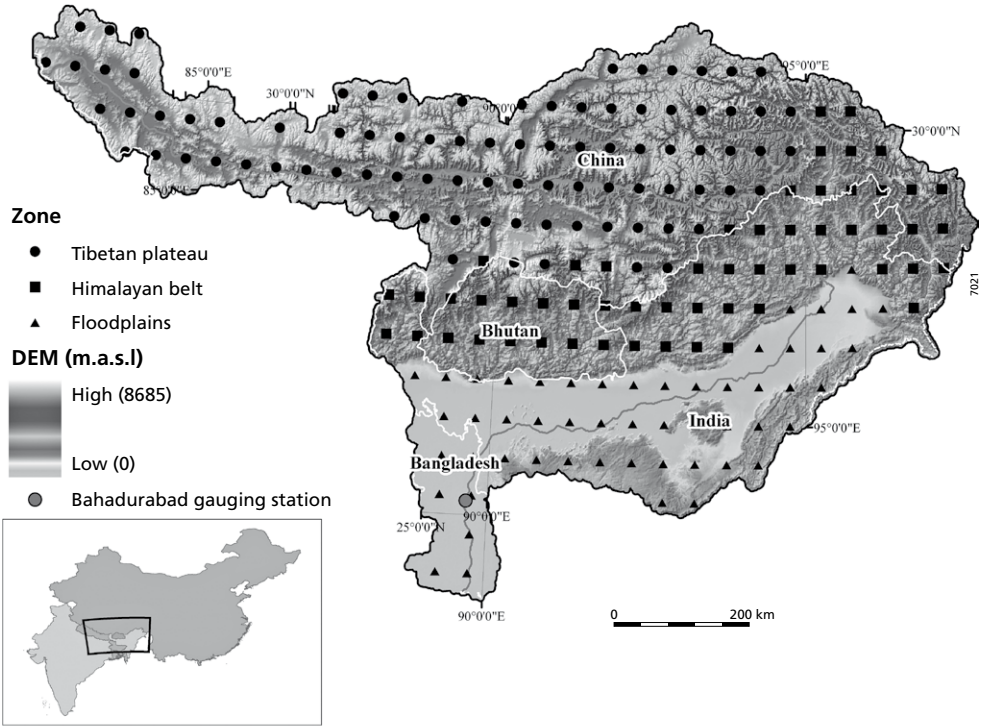 85°0'0"E
30°0'0"N
90°0'0"
95°0'0"E
30°0'0"N
China
85°0'0"E
Zone
Tibetan plateau
Himalayan belt
Floodplains
7021
Bhutan
DEM (m.a.s.l)
High (8685)
India
95°0'0"E
Low (0)
Bangladesh
Bahadurabad gauging station
90°0'0"E
25°0'0"N
90°0'0"E
0 200 km